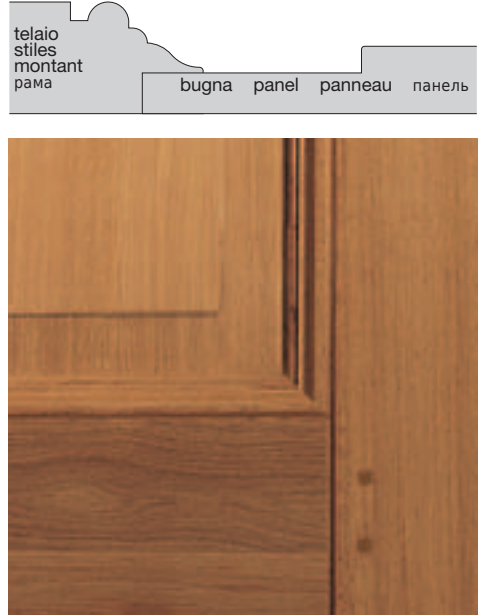 telaio
stiles
montant
рама
bugna panel panneau панель